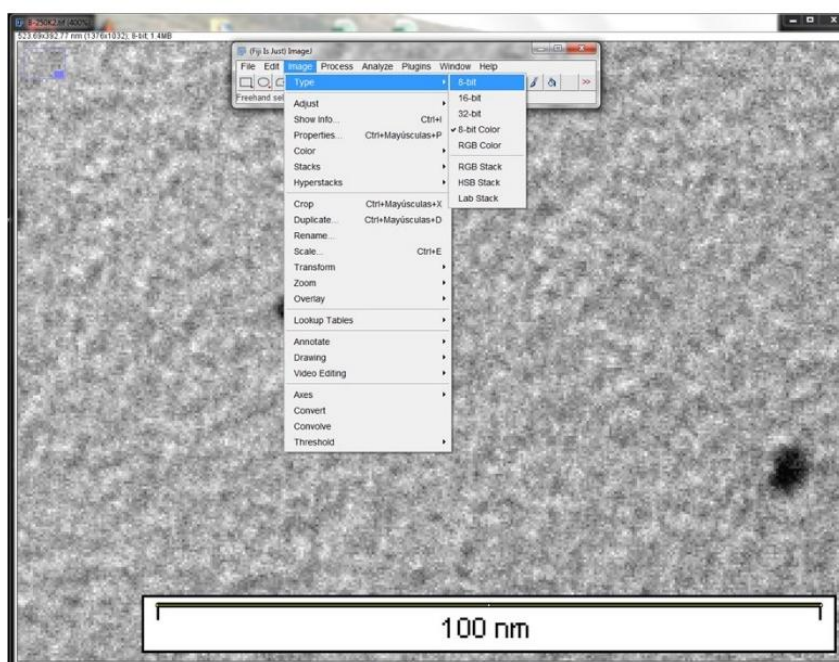 523.69x392.77 nm (1376x1032); 8-bit; 1.4MB
(Fiji Is Just) ImageJ
File Edit Image Process Analyze Plugins Window Help
Freehand sel
Type
Adjust
Show Info... Ctrl+I
Properties... Ctrl+Mayúsculas+P
Color
Stacks
Hyperstacks
Crop Ctrl+Mayúsculas+X
Duplicate... Ctrl+Mayúsculas+D
Rename...
Scale... Ctrl+E
Transform
Zoom
Overlay
Lookup Tables
Annotate
Drawing
Video Editing
Axes
Convert
Convolve
Threshold
8-bit
16-bit
32-bit
8-bit Color
RGB Color
RGB Stack
HSB Stack
Lab Stack
100 nm